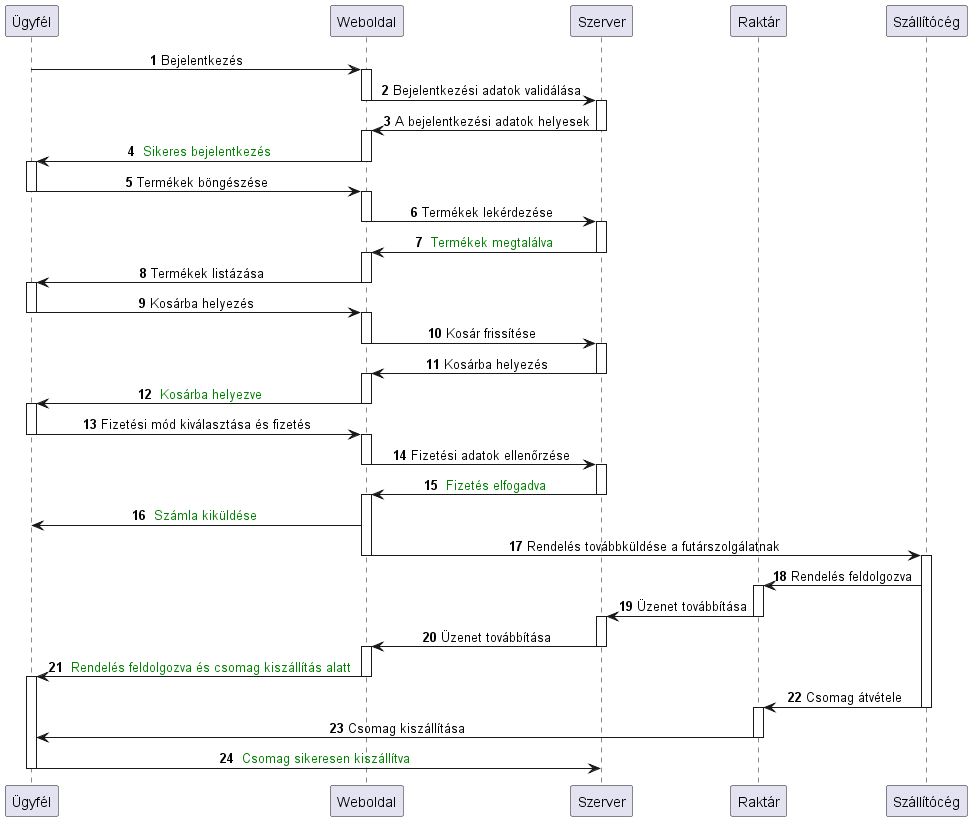 Ügyfél
Weboldal
Szerver
Raktár
Szállítócég
1 Bejelentkezés
2 Bejelentkezési adatok validálása
3 A bejelentkezési adatok helyesek
4 Sikeres bejelentkezés
5 Termékek böngészése
6 Termékek lekérdezése
7 Termékek megtalálva
8 Termékek listázása
9 Kosárba helyezés
10 Kosár frissítése
11 Kosárba helyezés
12 Kosárba helyezve
13 Fizetési mód kiválasztása és fizetés
14 Fizetési adatok ellenőrzése
15 Fizetés elfogadva
16 Számla kiküldése
17 Rendelés továbbküldése a futárszolgálatnak
18 Rendelés feldolgozva
19 Üzenet továbbítása
20 Üzenet továbbítása
21 Rendelés feldolgozva és csomag kiszállítás alatt
22 Csomag átvétele
23 Csomag kiszállítása
24 Csomag sikeresen kiszállítva
Ügyfél
Weboldal
Szerver
Raktár
Szállítócég